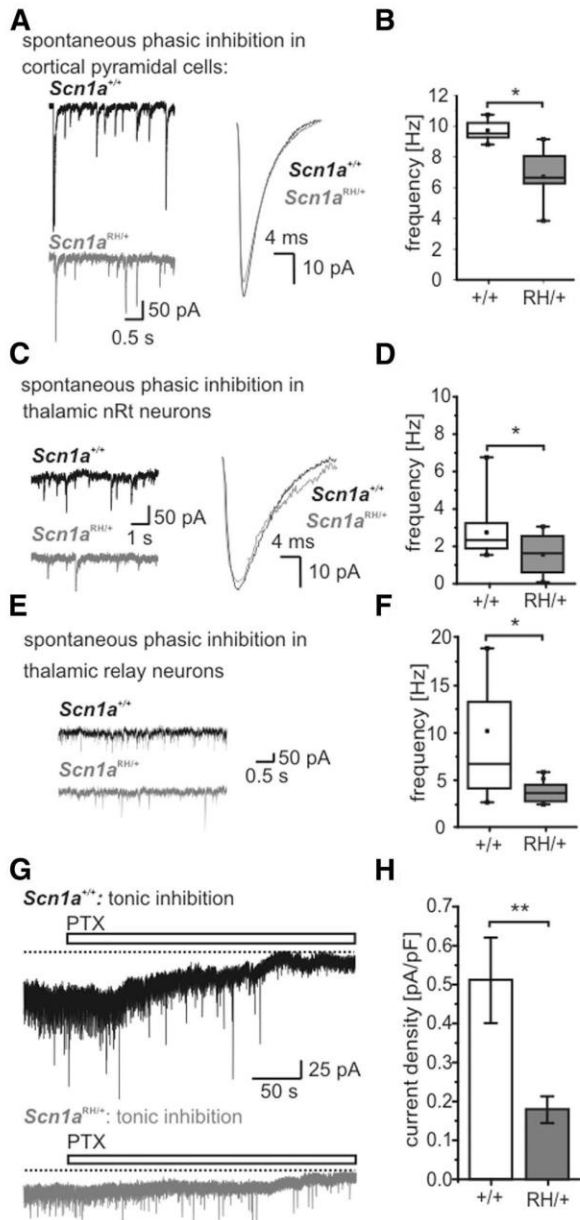 A
spontaneous phasic inhibition in
cortical pyramidal cells:
Scn1a+/+
Scn1aRH/+
50 pA
0.5 s
Scn1a+/+
Scn1aRH/+
4 ms
10 pA
B
*
frequency [Hz]
12
10
8
6
4
2
0
+/+ RH/+
C
spontaneous phasic inhibition in
thalamic nRt neurons
Scn1a+/+
50 pA
1 s
Scn1aRH/+
Scn1a+/+
Scn1aRH/+
4 ms
10 pA
D
*
frequency [Hz]
10
8
6
4
2
0
+/+ RH/+
E
spontaneous phasic inhibition in
thalamic relay neurons
Scn1a+/+
Scn1aRH/+
50 pA
0.5 s
F
*
frequency [Hz]
20
15
10
5
0
+/+ RH/+
G
Scn1a+/+: tonic inhibition
PTX
25 pA
50 s
Scn1aRH/+: tonic inhibition
PTX
H
**
current density [pA/pF]
0.7
0.6
0.5
0.4
0.3
0.2
0.1
0.0
+/+ RH/+